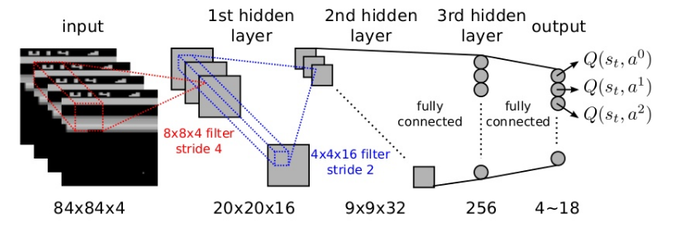 input
1st hidden
layer
2nd hidden
layer
3rd hidden
layer
output
Q(s_t, a^0)
Q(s_t, a^1)
Q(s_t, a^2)
8x8x4 filter
stride 4
4x4x16 filter
stride 2
fully
connected
fully
connected
84x84x4
20x20x16
9x9x32
256
4~18